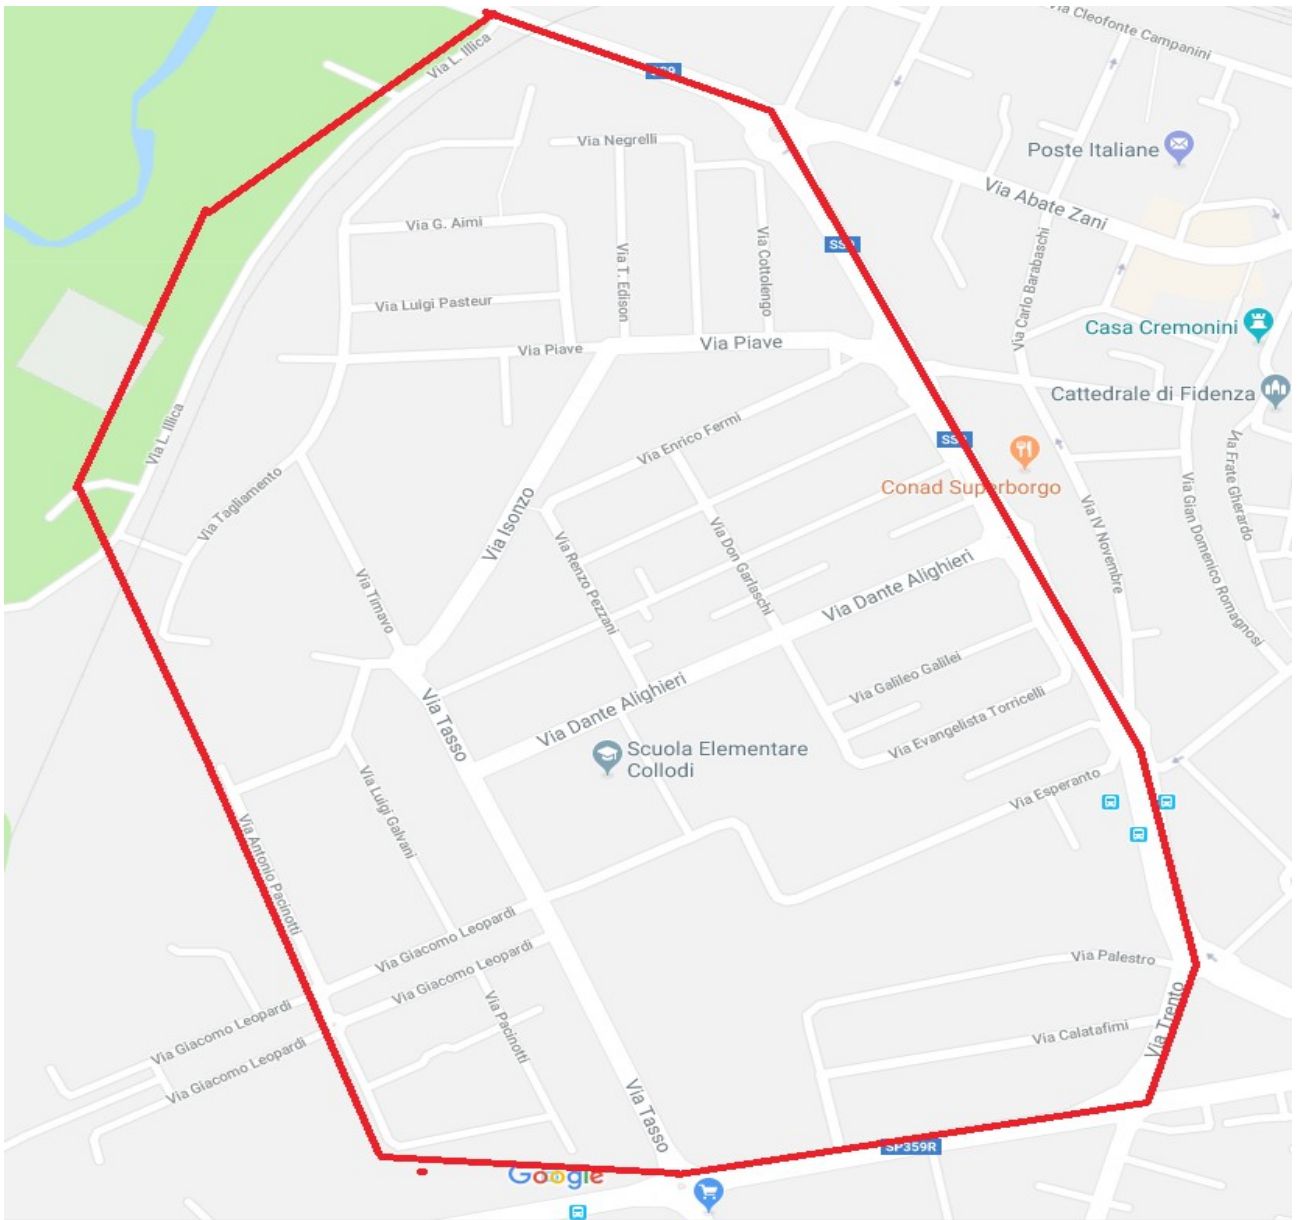 Via Cleofonte Campanini
Via L. Illica
SS9
Via Negrelli
Poste Italiane
Via Abate Zani
Via G. Aimi
Via T. Edison
Via Cottolengo
SS9
Via Carlo Barabaschi
Via Luigi Pasteur
Casa Cremonini
Via Piave
Via Piave
Cattedrale di Fidenza
Via L. Illica
Via Enrico Fermi
SS9
Via Frate Gherardo
Conad Superborgo
Via Tagliamento
Via Isonzo
Via IV Novembre
Via Gian Domenico Romagnosi
Via Don Garlaschi
Via Renzo Pezzani
Via Timavo
Via Dante Alighieri
Via Galileo Galilei
Via Tasso
Via Dante Alighieri
Via Evangelista Torricelli
Scuola Elementare
Collodi
Via Esperanto
Via Luigi Galvani
Via Antonio Pacinotti
Via Giacomo Leopardi
Via Giacomo Leopardi
Via Palestro
Via Trento
Via Pacinotti
Via Calatafimi
Via Giacomo Leopardi
Via Giacomo Leopardi
Via Tasso
SP359R
Google